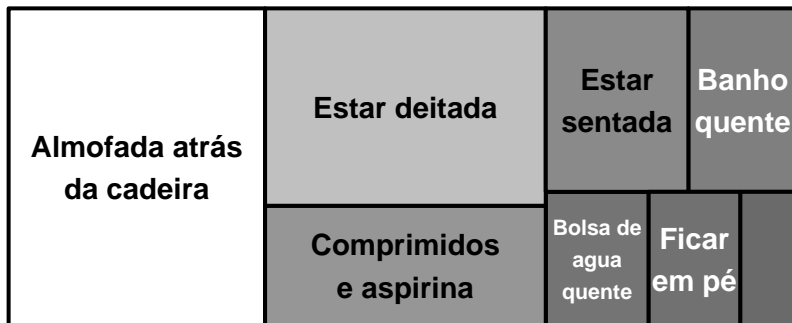 Almofada atrás
da cadeira
Estar deitada
Comprimidos
e aspirina
Estar
sentada
Banho
quente
Bolsa de
agua
quente
Ficar
em pé